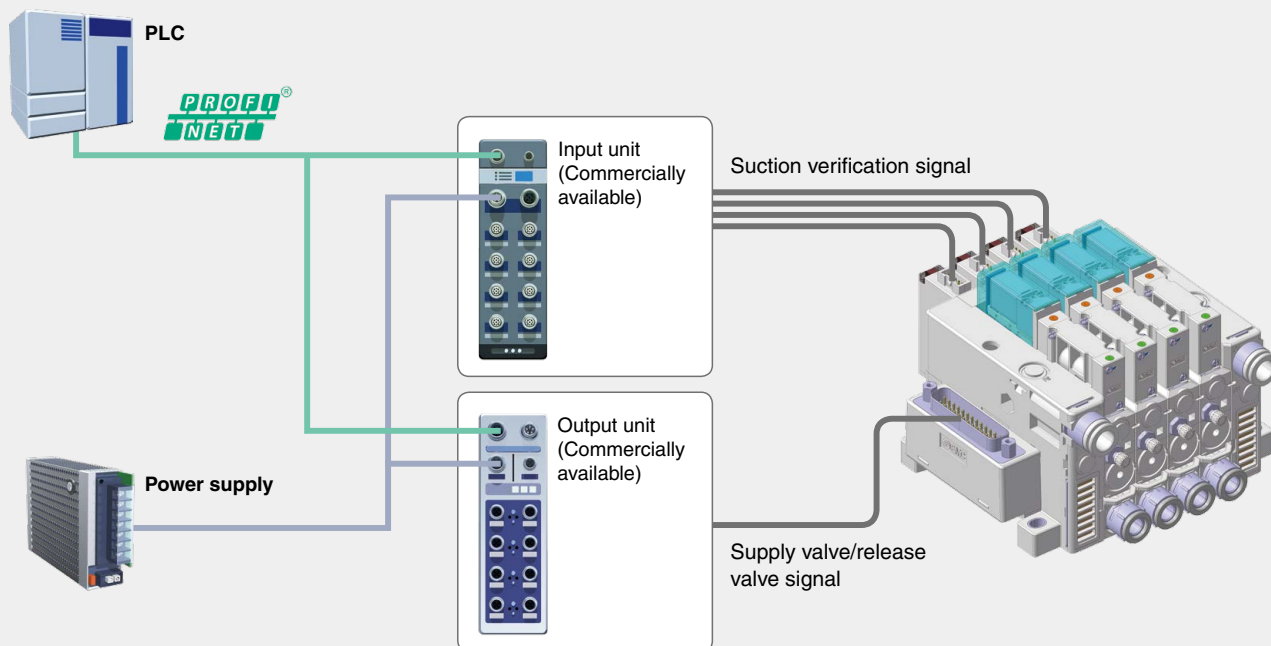 PLC
PROFI®
NET
Input unit
(Commercially
available)
Suction verification signal
Output unit
(Commercially
available)
Power supply
Supply valve/release
valve signal